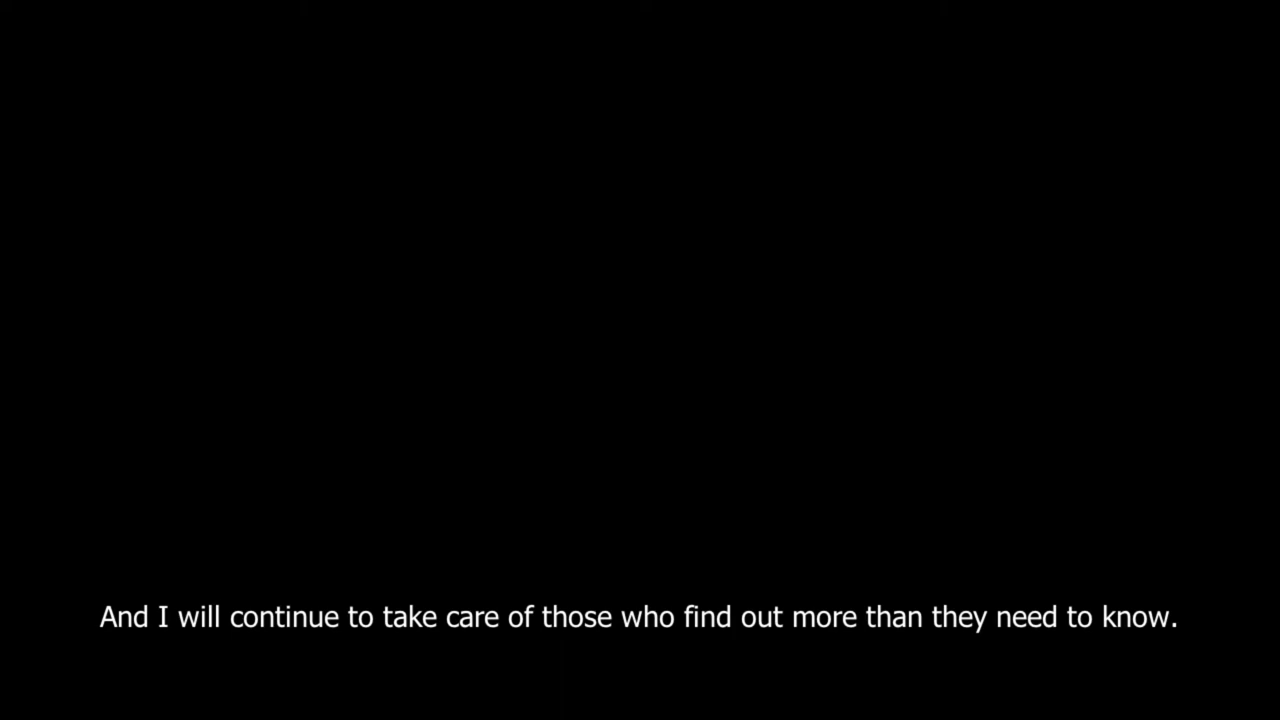 And I will continue to take care of those who find out more than they need to know.